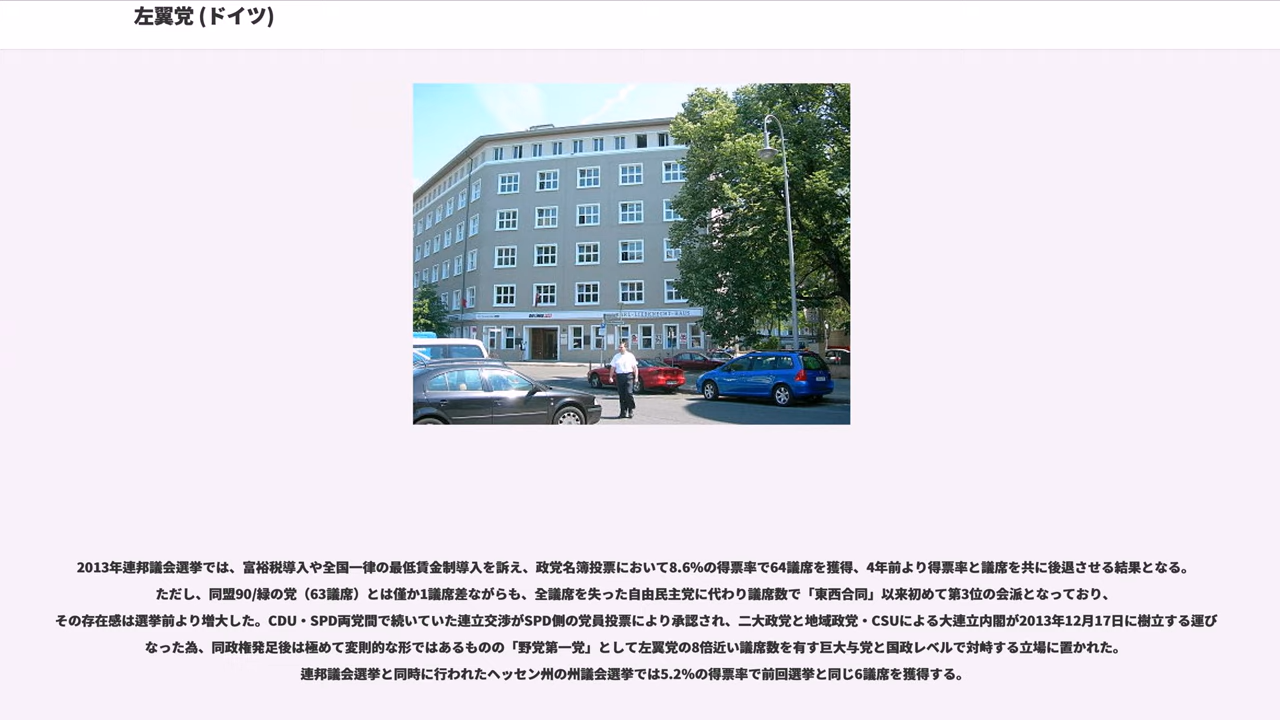 左翼党 (ドイツ)
DIE LINKE
KARL-LIEBKNECHT-HAUS
2013年連邦議会選挙では、富裕税導入や全国一律の最低賃金制導入を訴え、政党名簿投票において8.6%の得票率で64議席を獲得、4年前より得票率と議席を共に後退させる結果となる。
ただし、同盟90/緑の党（63議席）とは僅か1議席差ながらも、全議席を失った自由民主党に代わり議席数で「東西合同」以来初めて第3位の会派となっており、
その存在感は選挙前より増大した。CDU・SPD両党間で続いていた連立交渉がSPD側の党員投票により承認され、二大政党と地域政党・CSUによる大連立内閣が2013年12月17日に樹立する運び
なった為、同政権発足後は極めて変則的な形ではあるものの「野党第一党」として左翼党の8倍近い議席数を有す巨大与党と国政レベルで対峙する立場に置かれた。
連邦議会選挙と同時に行われたヘッセン州の州議会選挙では5.2%の得票率で前回選挙と同じ6議席を獲得する。